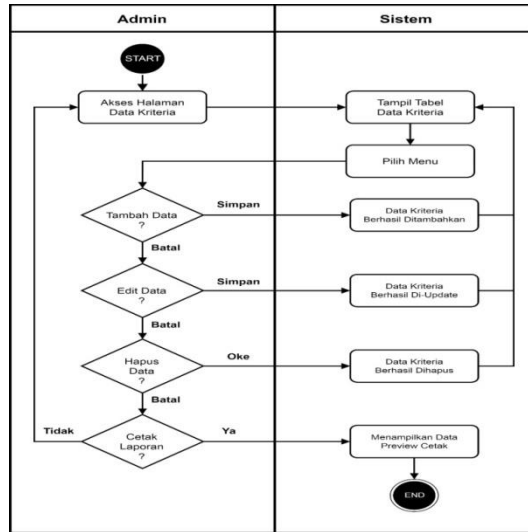 Admin
Sistem
START
Akses Halaman
Data Kriteria
Tampil Tabel
Data Kriteria
Pilih Menu
Tambah Data
?
Simpan
Data Kriteria
Berhasil Ditambahkan
Batal
Edit Data
?
Simpan
Data Kriteria
Berhasil Di-Update
Batal
Hapus
Data
?
Oke
Data Kriteria
Berhasil Dihapus
Batal
Tidak
Cetak
Laporan
?
Ya
Menampilkan Data
Preview Cetak
END